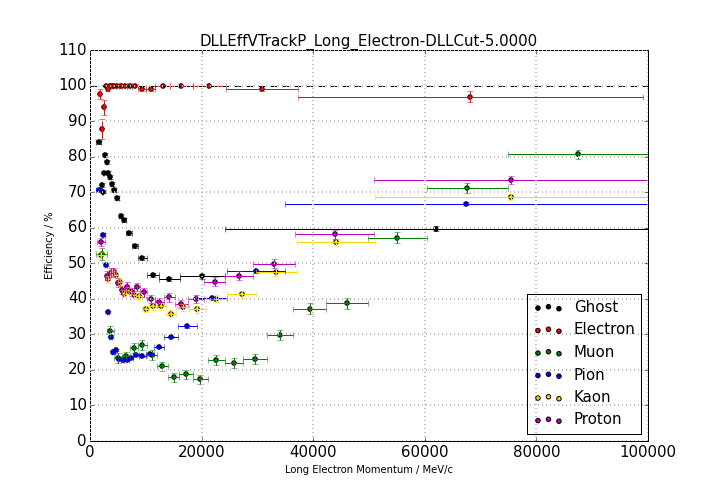 DLLEffVTrackP_Long_Electron-DLLCut-5.0000
110
100
90
80
70
60
50
40
30
20
10
0
Efficiency / %
0 20000 40000 60000 80000 100000
Long Electron Momentum / MeV/c
Ghost
Electron
Muon
Pion
Kaon
Proton